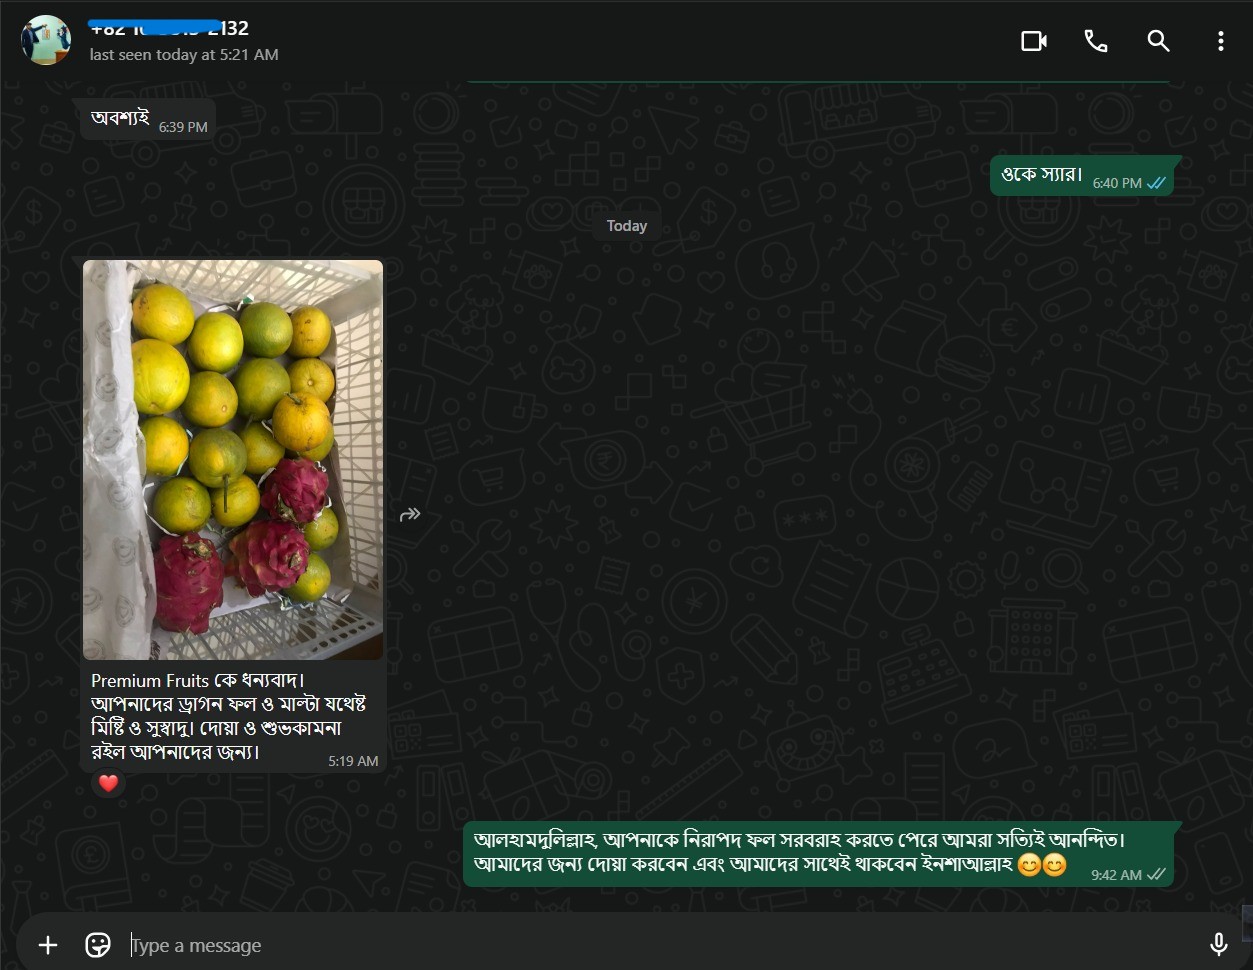 last seen today at 5:21 AM
অবশ্যই
6:39 PM
ওকে স্যার।
6:40 PM
Today
Premium Fruits কে ধন্যবাদ।
আপনাদের ড্রাগন ফল ও মাল্টা যথেষ্ট
মিষ্টি ও সুস্বাদু। দোয়া ও শুভকামনা
রইল আপনাদের জন্য।
5:19 AM
আলহামদুলিল্লাহ, আপনাকে নিরাপদ ফল সরবরাহ করতে পেরে আমরা সত্যিই আনন্দিত।
আমাদের জন্য দোয়া করবেন এবং আমাদের সাথেই থাকবেন ইনশাআল্লাহ 😊😊
9:42 AM
Type a message